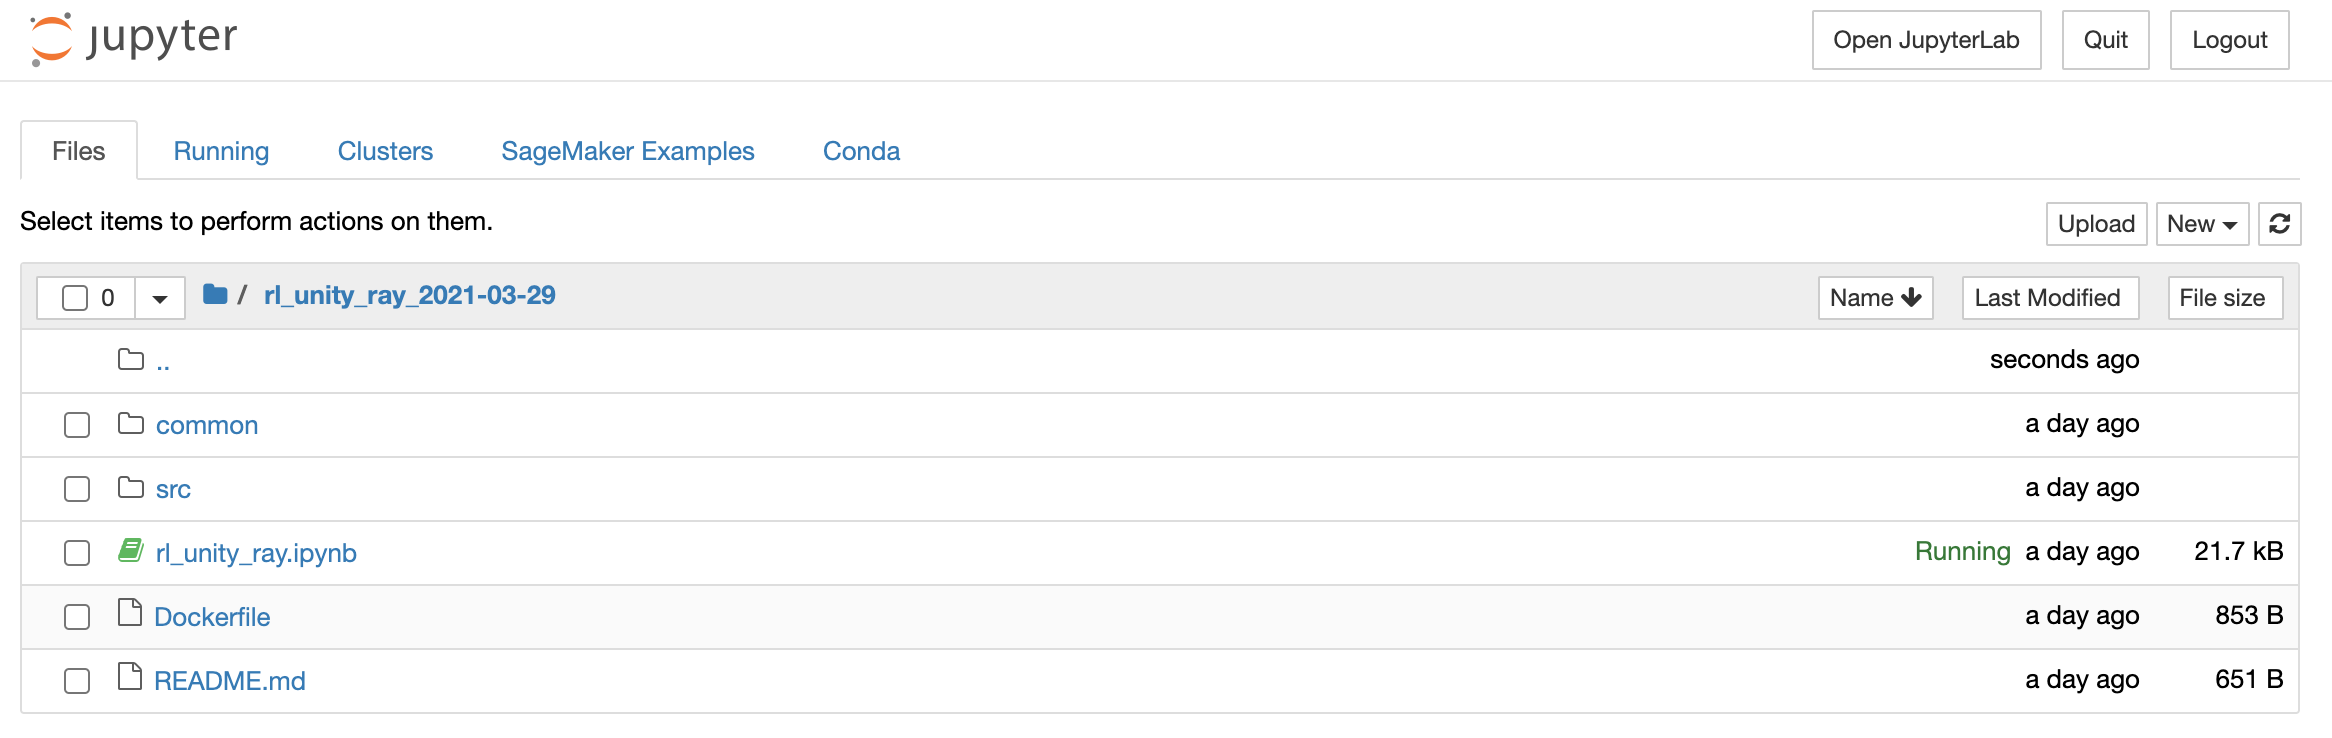 jupyter Open JupyterLab Quit Logout
Files Running Clusters SageMaker Examples Conda
Select items to perform actions on them. Upload New
0 / rl_unity_ray_2021-03-29 Name Last Modified File size
.. seconds ago
common a day ago
src a day ago
rl_unity_ray.ipynb Running a day ago 21.7 kB
Dockerfile a day ago 853 B
README.md a day ago 651 B